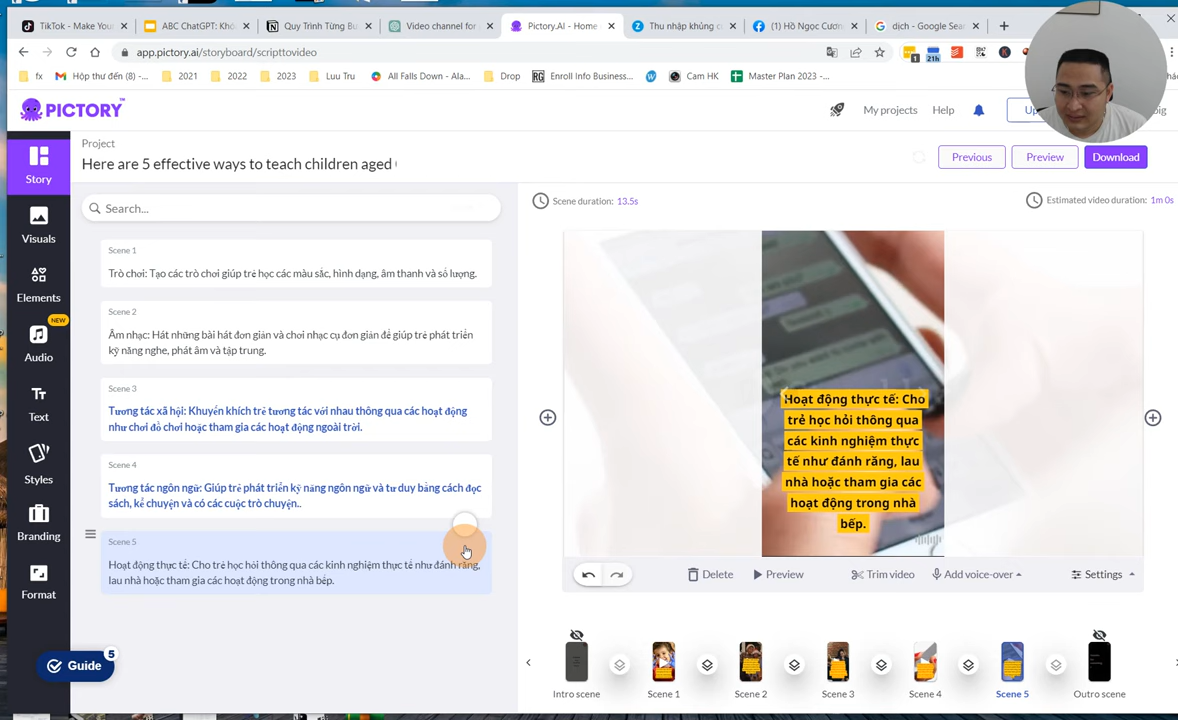 TikTok - Make You
ABC ChatGPT: Khó
Quy Trình Từng Bư
Video channel for
Pictory.AI - Home
Thu nhập khủng củ
(1) Hồ Ngọc Cươn
dịch - Google Sea
app.pictory.ai/storyboard/scripttovideo
1
21h
fx
Hộp thư đến (8) -...
2021
2022
2023
Luu Tru
All Falls Down - Ala...
Drop
Enroll Info Business...
Cam HK
Master Plan 2023 -...
PICTORY
My projects
Help
Up
big
Project
Here are 5 effective ways to teach children aged
Previous
Preview
Download
Story
Visuals
Elements
NEW
Audio
Text
Styles
Branding
Format
Guide
5
Search...
Scene 1
Trò chơi: Tạo các trò chơi giúp trẻ học các màu sắc, hình dạng, âm thanh và số lượng.
Scene 2
Âm nhạc: Hát những bài hát đơn giản và chơi nhạc cụ đơn giản để giúp trẻ phát triển
kỹ năng nghe, phát âm và tập trung.
Scene 3
Tương tác xã hội: Khuyến khích trẻ tương tác với nhau thông qua các hoạt động
như chơi đồ chơi hoặc tham gia các hoạt động ngoài trời.
Scene 4
Tương tác ngôn ngữ: Giúp trẻ phát triển kỹ năng ngôn ngữ và tư duy bằng cách đọc
sách, kể chuyện và có các cuộc trò chuyện..
Scene 5
Hoạt động thực tế: Cho trẻ học hỏi thông qua các kinh nghiệm thực tế như đánh răng,
lau nhà hoặc tham gia các hoạt động trong nhà bếp.
Scene duration: 13.5s
Estimated video duration: 1m 0s
Hoạt động thực tế: Cho
trẻ học hỏi thông qua
các kinh nghiệm thực
tế như đánh răng, lau
nhà hoặc tham gia các
hoạt động trong nhà
bếp.
Delete
Preview
Trim video
Add voice-over
Settings
Intro scene
Scene 1
Scene 2
Scene 3
Scene 4
Scene 5
Outro scene